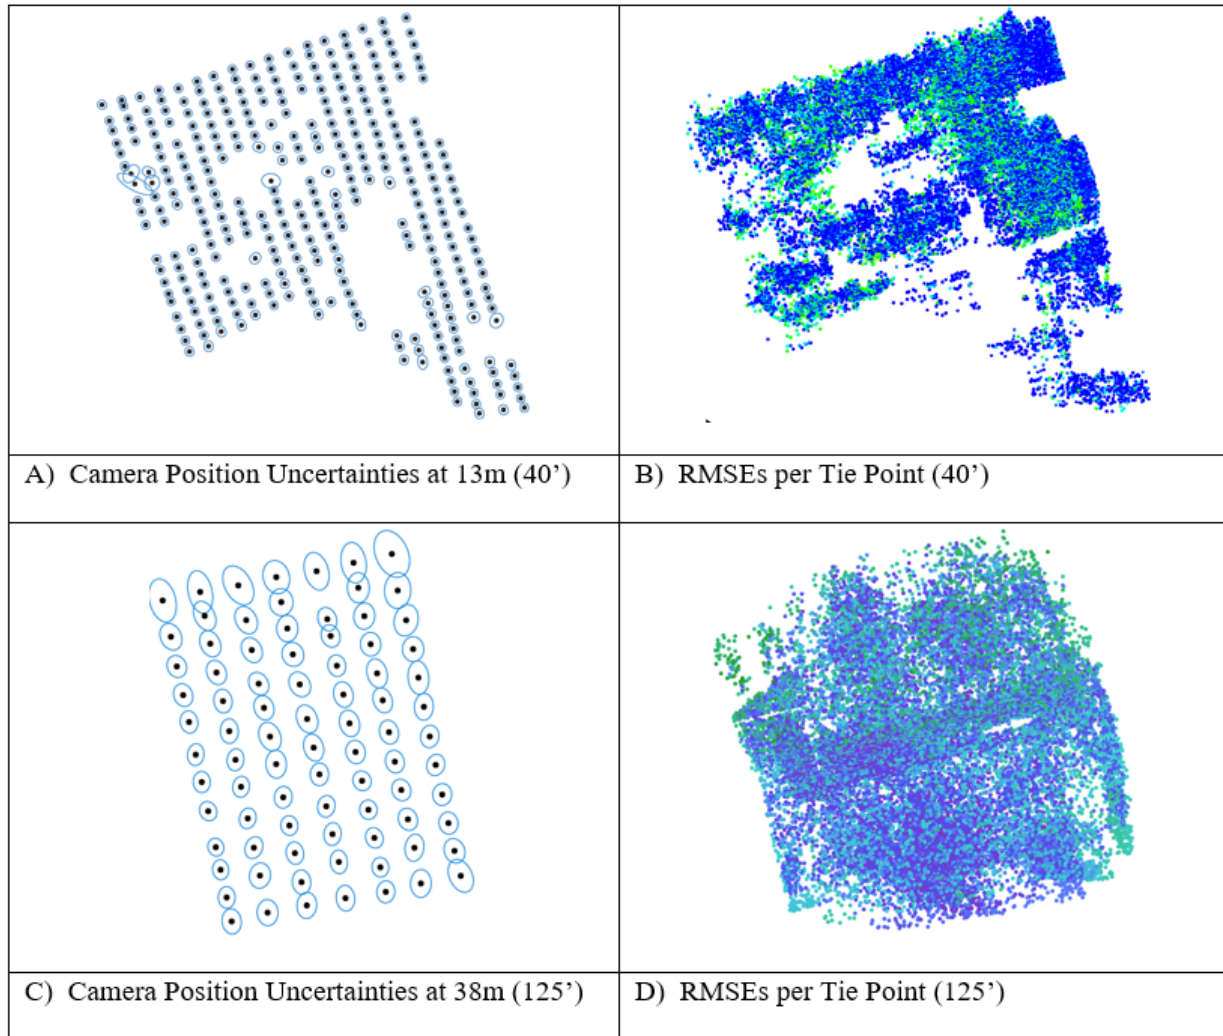 A) Camera Position Uncertainties at 13m (40’)
B) RMSEs per Tie Point (40’)
C) Camera Position Uncertainties at 38m (125’)
D) RMSEs per Tie Point (125’)